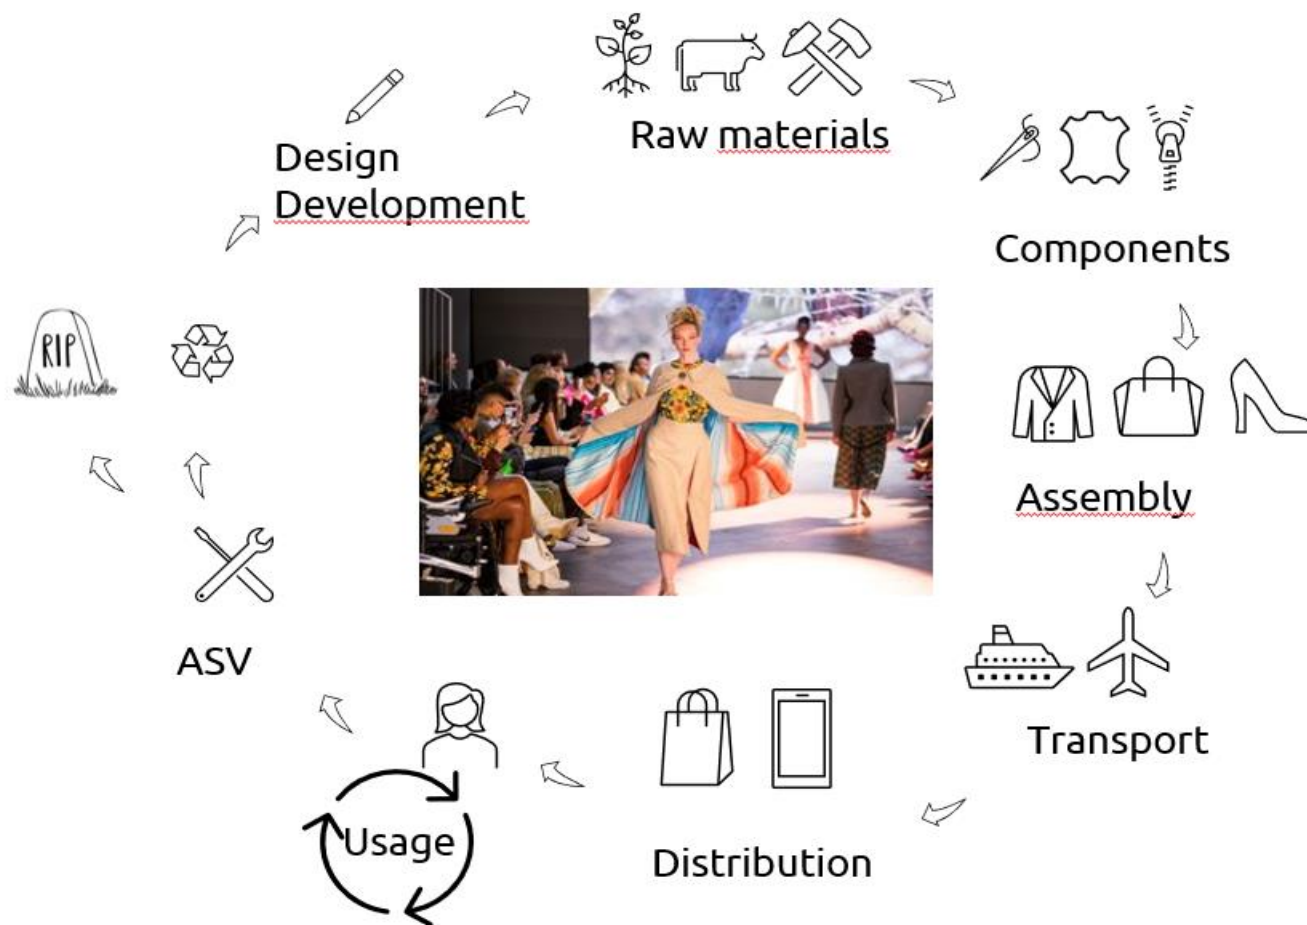 Design
Development
Raw materials
Components
Assembly
Transport
Distribution
Usage
ASV
RIP